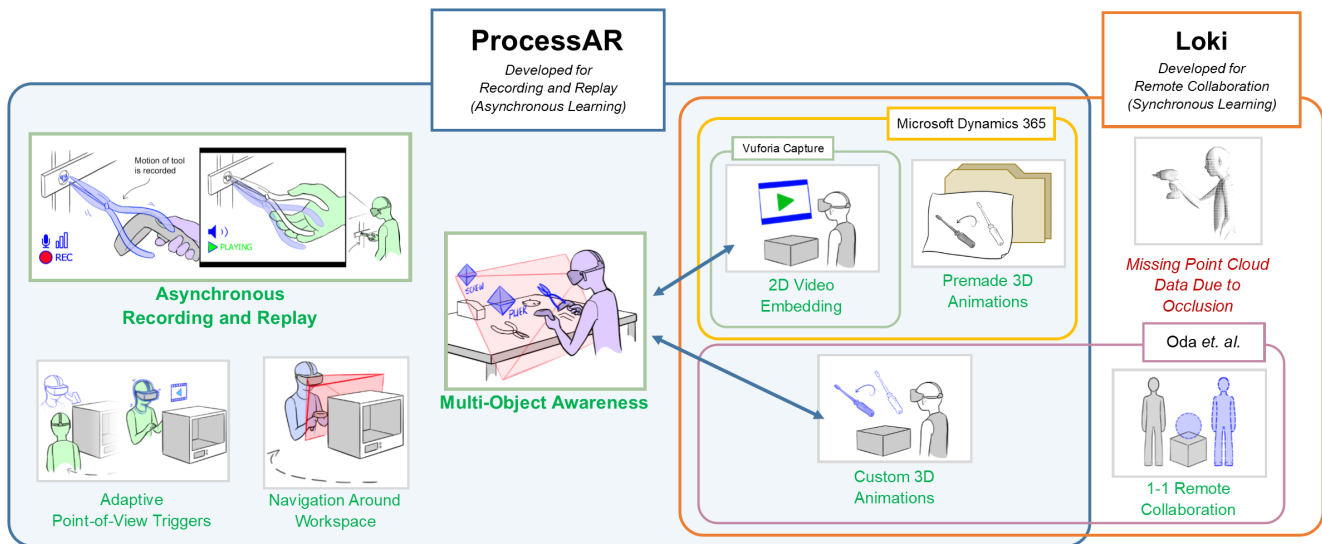 ProcessAR
Developed for
Recording and Replay
(Asynchronous Learning)
Loki
Developed for
Remote Collaboration
(Synchronous Learning)
Microsoft Dynamics 365
Vuforia Capture
Motion of tool
is recorded
REC
PLAYING
Asynchronous
Recording and Replay
SCREW
PLIER
Multi-Object Awareness
2D Video
Embedding
Premade 3D
Animations
Missing Point Cloud
Data Due to
Occlusion
Oda et. al.
Adaptive
Point-of-View Triggers
Navigation Around
Workspace
Custom 3D
Animations
1-1 Remote
Collaboration